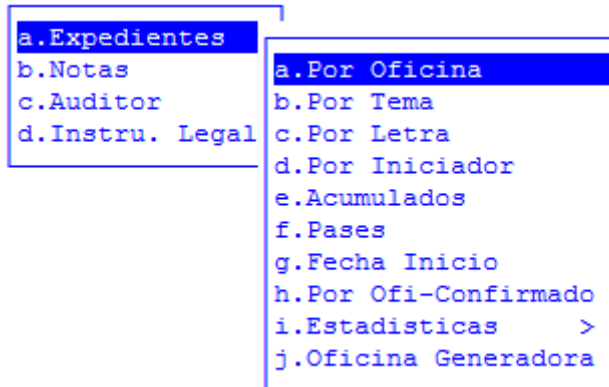 a.Expedientes
b.Notas
c.Auditor
d.Instru. Legal
a.Por Oficina
b.Por Tema
c.Por Letra
d.Por Iniciador
e.Acumulados
f.Pases
g.Fecha Inicio
h.Por Ofi-Confirmado
i.Estadisticas >
j.Oficina Generadora